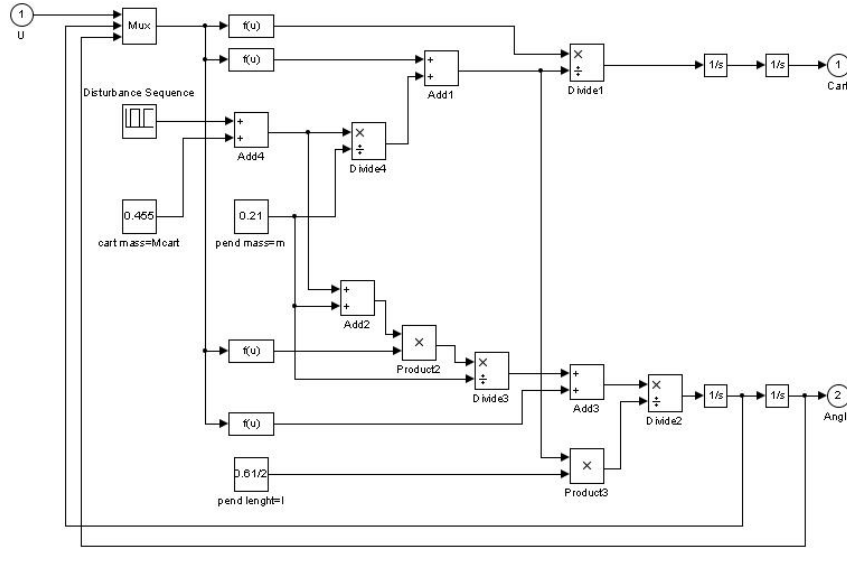 1
U
Mux
f(u)
f(u)
+
+
Add1
×
÷
Divide1
1/s
1/s
1
Cart
Disturbance Sequence
+
+
Add4
×
÷
Divide4
0.455
cart mass=Mcart
0.21
pend mass=m
+
+
Add2
f(u)
×
Product2
×
÷
Divide3
+
+
Add3
×
÷
Divide2
1/s
1/s
2
Angl
f(u)
0.61/2
pend lenght=l
×
Product3